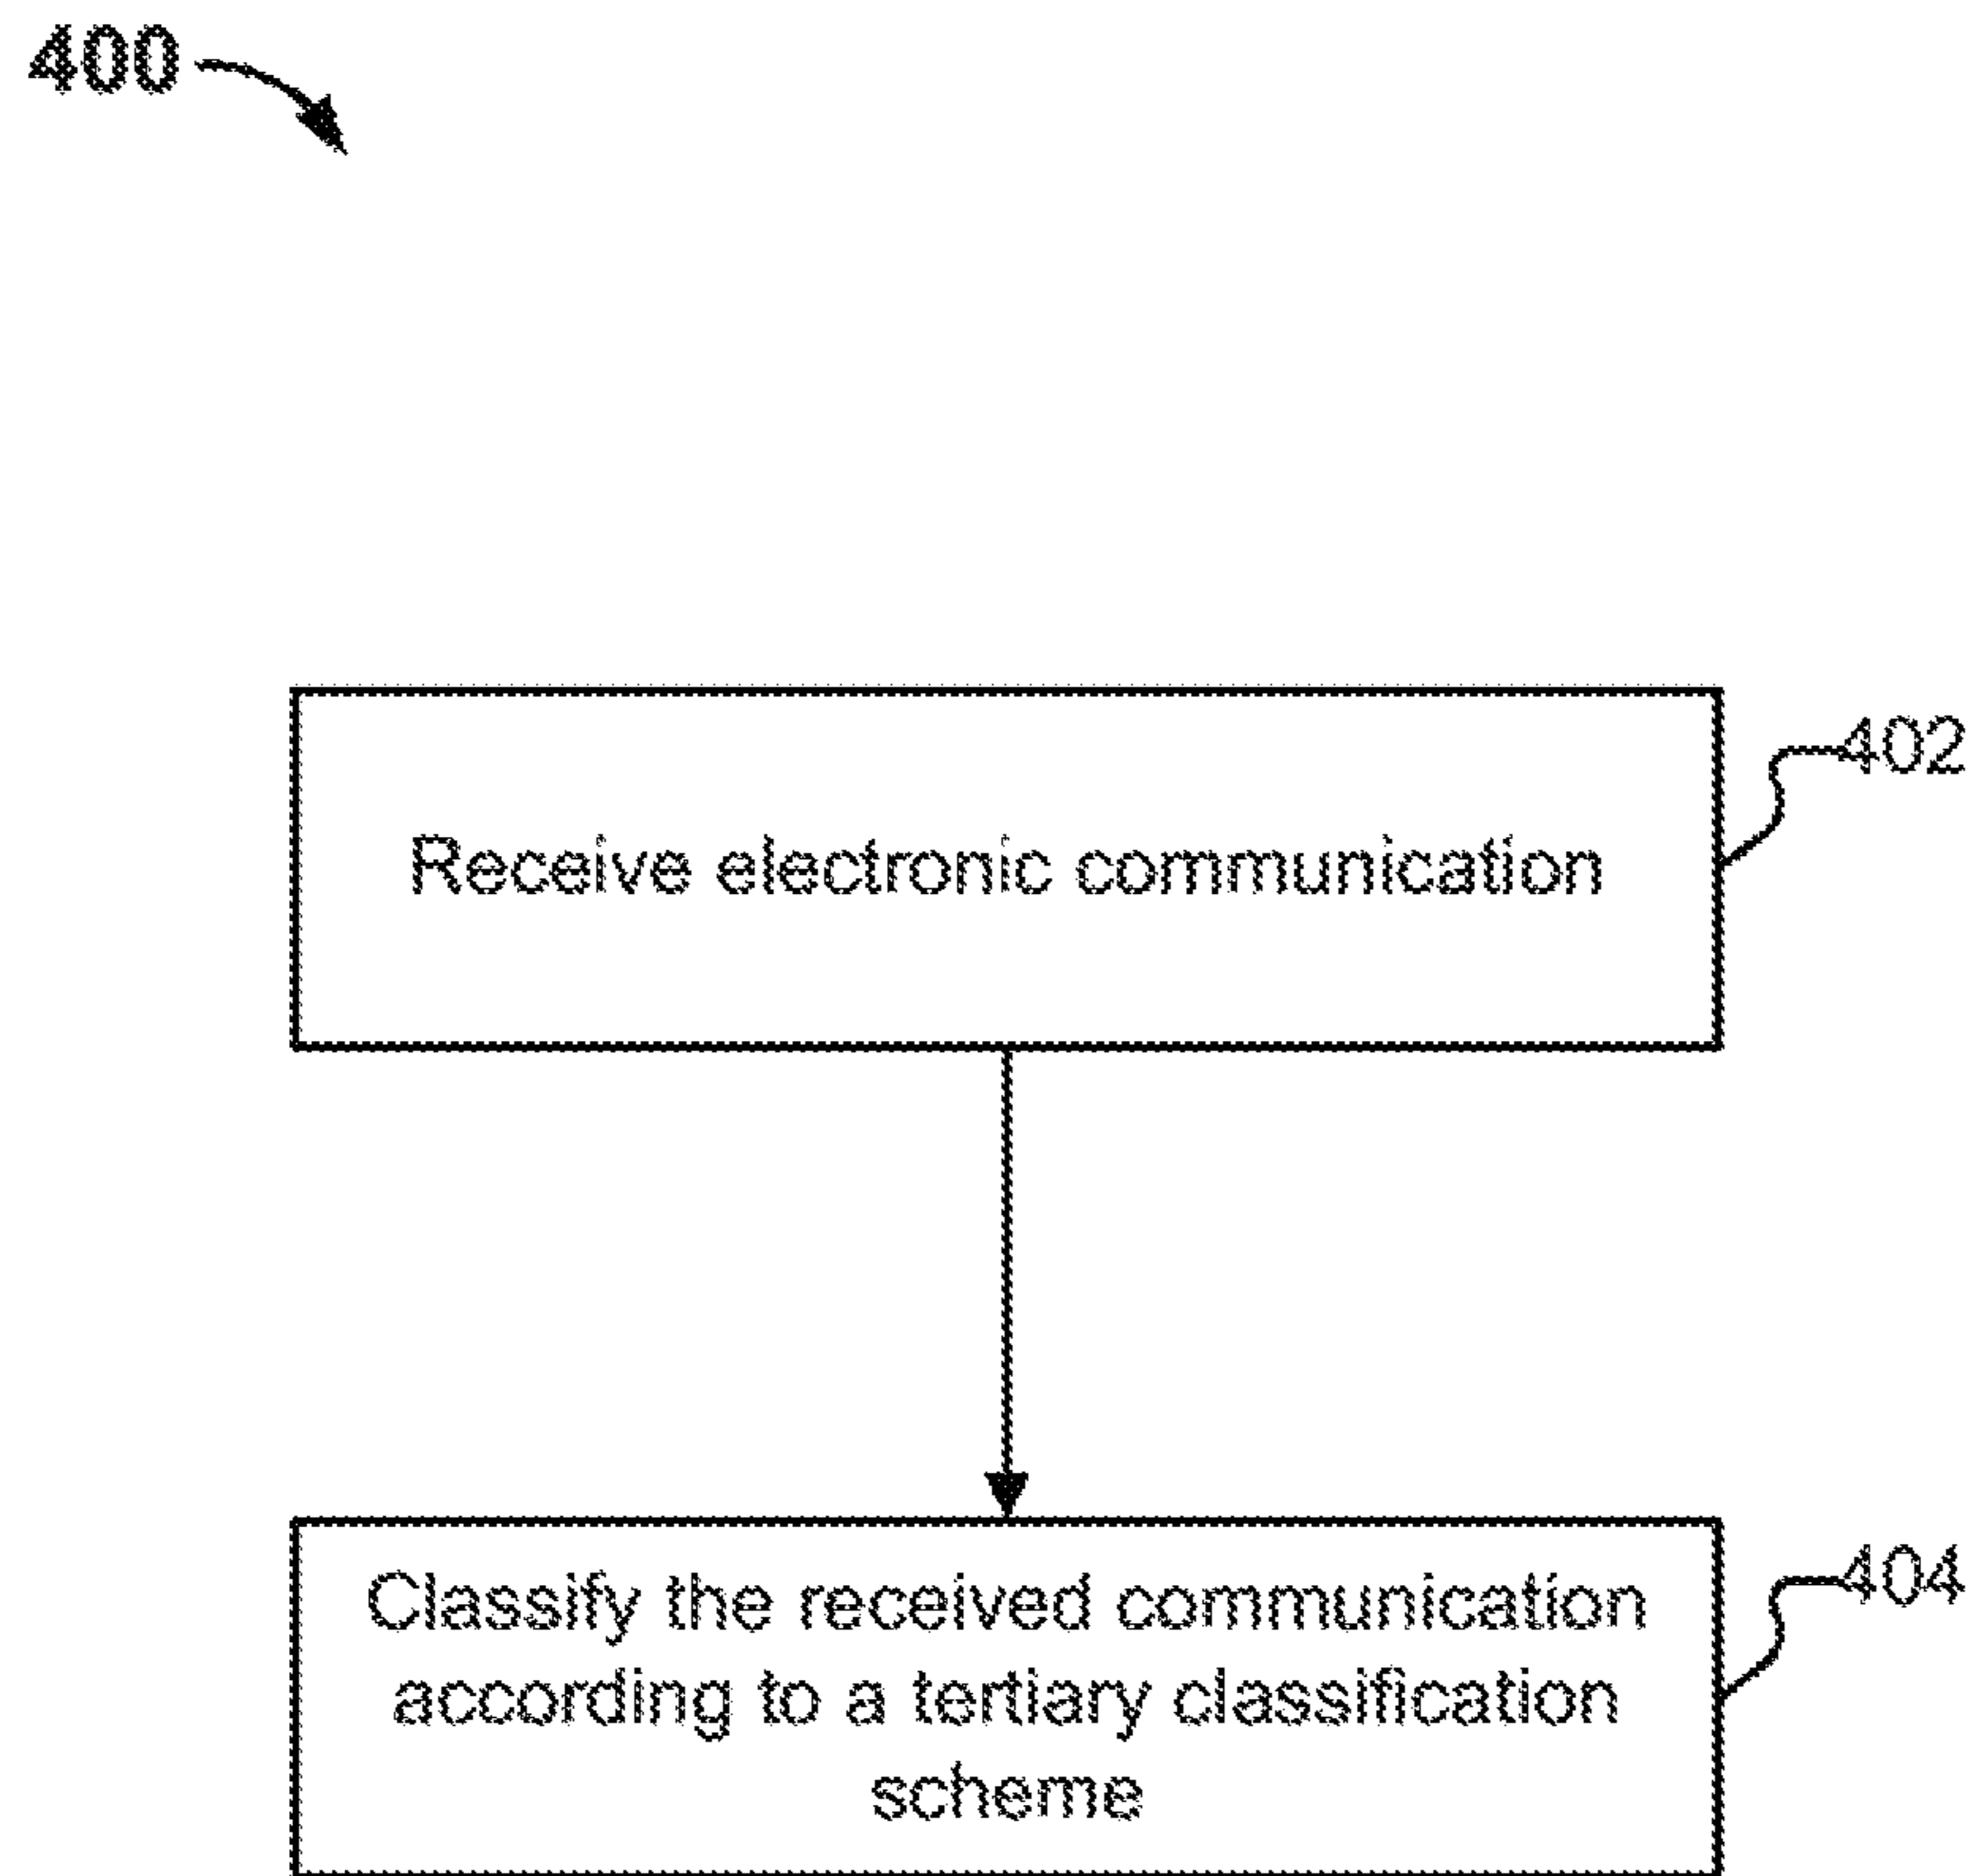 400
402
Receive electronic communication
404
Classify the received communication
according to a tertiary classification
scheme